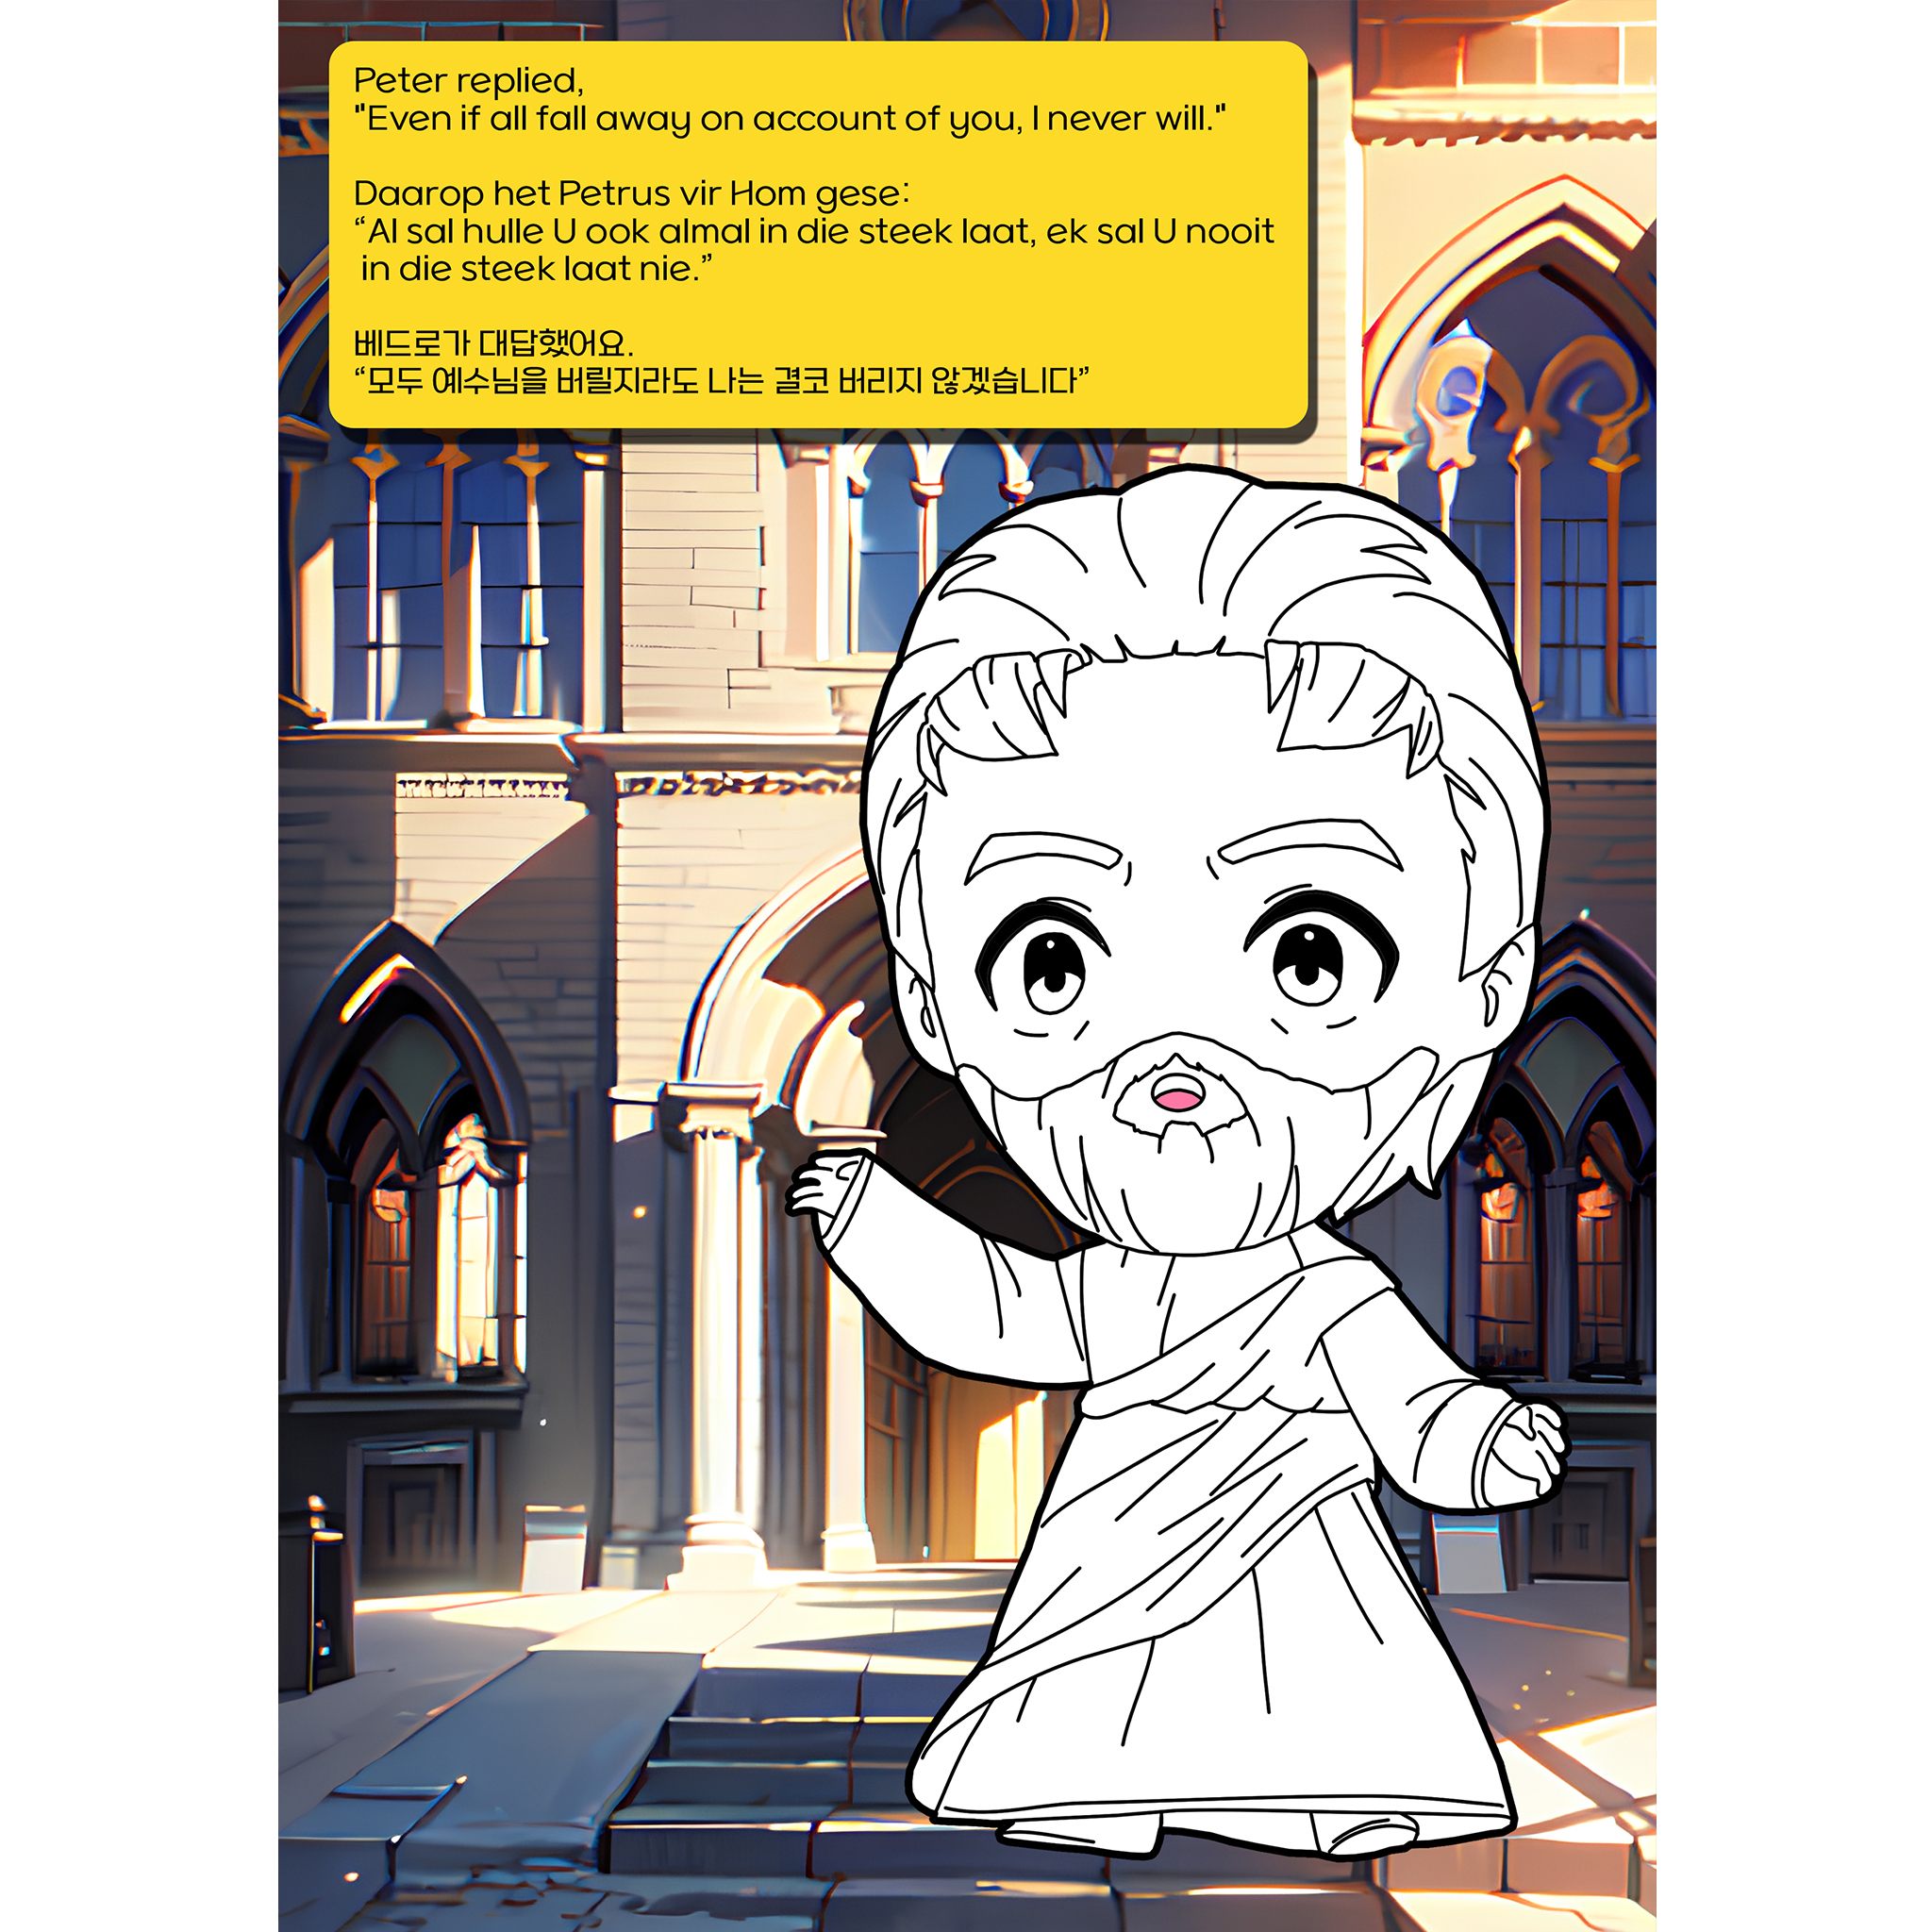 Peter replied,
"Even if all fall away on account of you, I never will."
Daarop het Petrus vir Hom gese:
“Al sal hulle U ook almal in die steek laat, ek sal U nooit
in die steek laat nie.”
베드로가 대답했어요.
“모두 예수님을 버릴지라도 나는 결코 버리지 않겠습니다”